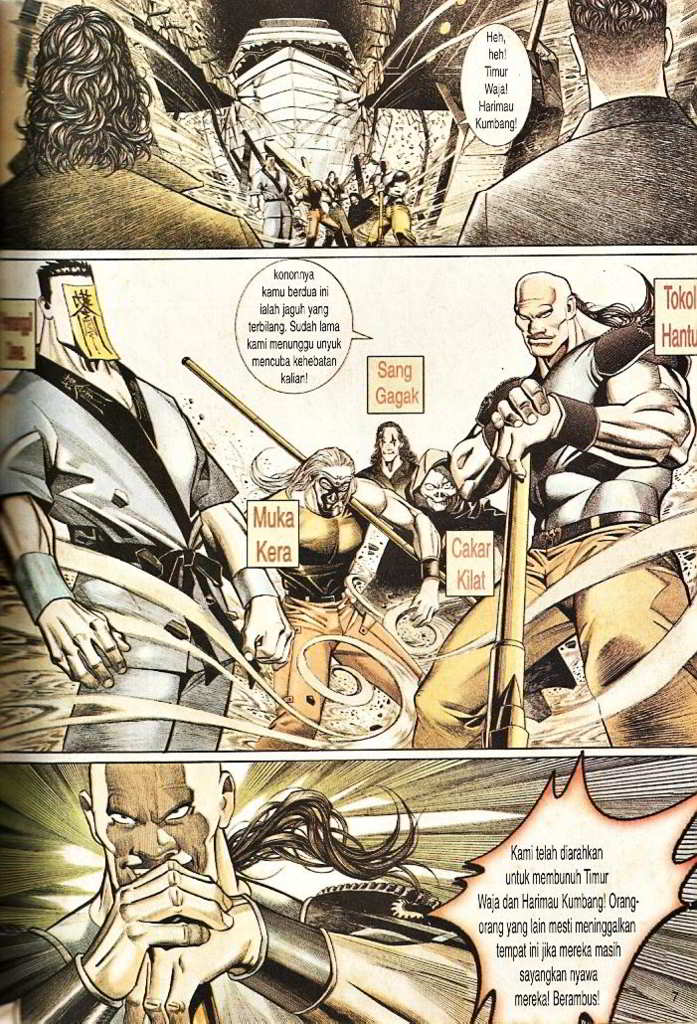 Heh,
heh!
Timur
Waja!
Harimau
Kumbang!
kononnya
kamu berdua ini
ialah jaguh yang
terbilang. Sudah lama
kami menunggu unyuk
mencuba kehebatan
kalian!
Tokol
Hantu
Sang
Gagak
Muka
Kera
Cakar
Kilat
Kami telah diarahkan
untuk membunuh Timur
Waja dan Harimau Kumbang! Orang-
orang yang lain mesti meninggalkan
tempat ini jika mereka masih
sayangkan nyawa
mereka! Berambus!
7